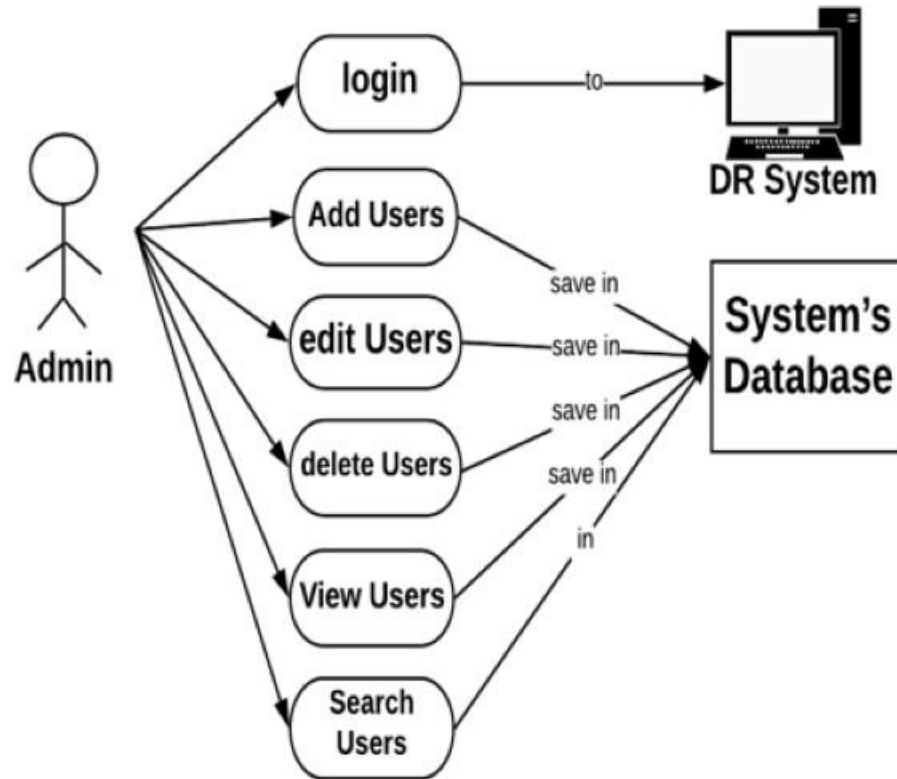 login
to
DR System
Admin
Add Users
save in
System's
Database
edit Users
save in
delete Users
save in
View Users
save in
Search
Users
in